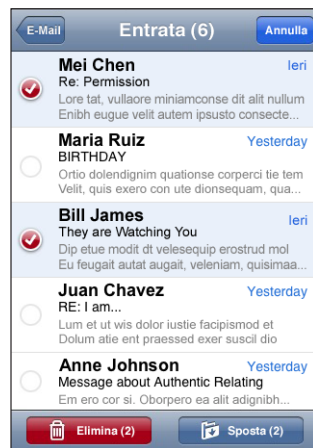 E-Mail
Entrata (6)
Annulla
Mei Chen
Ieri
Re: Permission
Lore tat, vullaore miniamconse dit alit nullum
Enibh eugue velit autem ipsusto consecte...
Maria Ruiz
Yesterday
BIRTHDAY
Ortio dolendignim quationse corperci tie tem
Velit, quis exero con ute dionsequam, qua...
Bill James
Ieri
They are Watching You
Dip etue modit dt velesequip erostrud mol
Eu feugait autat augait, veleniam, quisimaa...
Juan Chavez
Yesterday
RE: I am...
Lum et ut wis dolor iustie facipismod et
Dolum atie ent praessed exer suscil dio
Anne Johnson
Yesterday
Message about Authentic Relating
Em ero cor si. Oborpero ea alit adignibh...
Elimina (2)
Sposta (2)